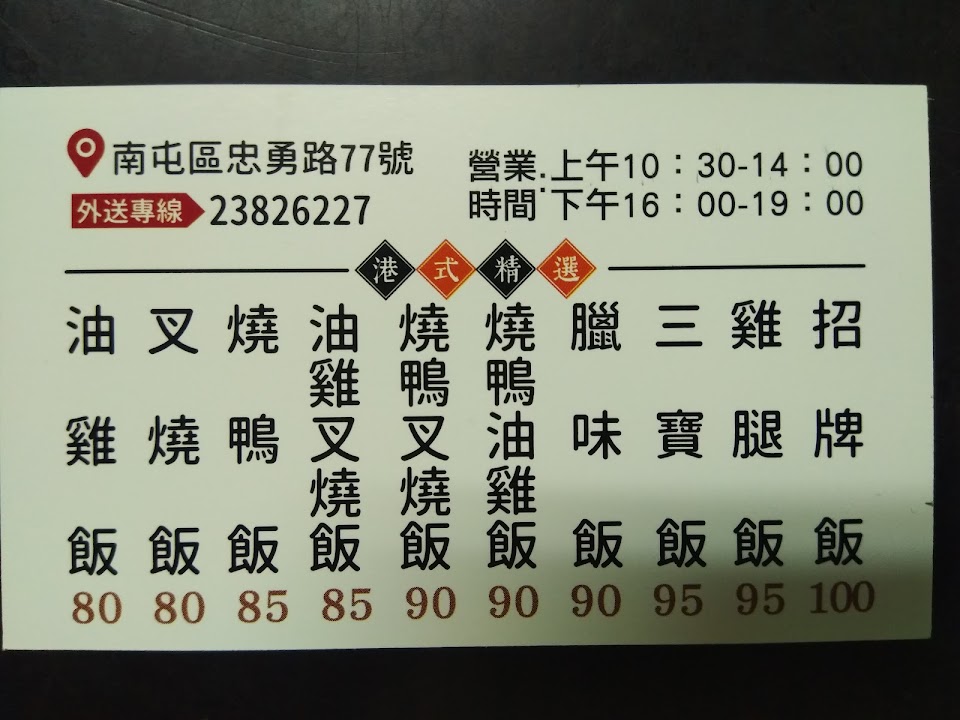 南屯區忠勇路77號
外送專線 23826227
營業時間:
上午10：30-14：00
下午16：00-19：00
港式精選
招牌飯 100
雞腿飯 95
三寶飯 95
臘味飯 90
燒鴨油雞飯 90
燒鴨叉燒飯 90
油雞叉燒飯 85
燒鴨飯 85
叉燒飯 80
油雞飯 80